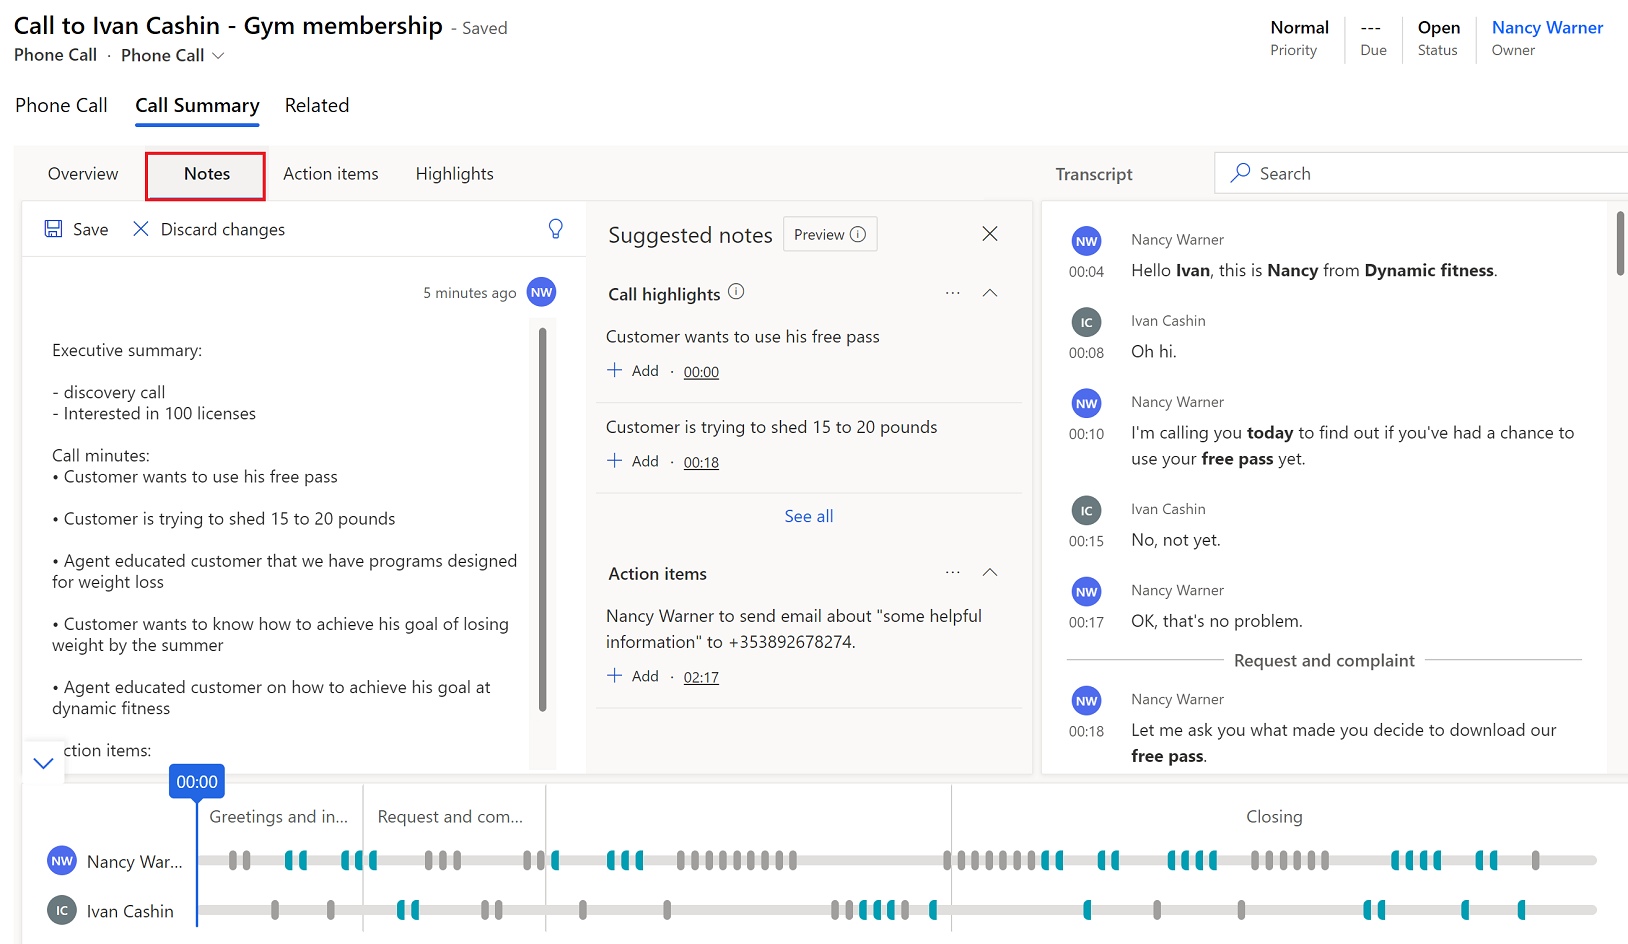 Call to Ivan Cashin - Gym membership - Saved
Phone Call · Phone Call
Normal
Priority
---
Due
Open
Status
Nancy Warner
Owner
Phone Call
Call Summary
Related
Overview
Notes
Action items
Highlights
Save
Discard changes
5 minutes ago
NW
Executive summary:
- discovery call
- Interested in 100 licenses
Call minutes:
• Customer wants to use his free pass
• Customer is trying to shed 15 to 20 pounds
• Agent educated customer that we have programs designed
for weight loss
• Customer wants to know how to achieve his goal of losing
weight by the summer
• Agent educated customer on how to achieve his goal at
dynamic fitness
ction items:
Suggested notes
Preview
Call highlights
...
Customer wants to use his free pass
+ Add · 00:00
Customer is trying to shed 15 to 20 pounds
+ Add · 00:18
See all
Action items
...
Nancy Warner to send email about "some helpful
information" to +353892678274.
+ Add · 02:17
Transcript
Search
NW
Nancy Warner
00:04
Hello Ivan, this is Nancy from Dynamic fitness.
IC
Ivan Cashin
00:08
Oh hi.
NW
Nancy Warner
00:10
I'm calling you today to find out if you've had a chance to
use your free pass yet.
IC
Ivan Cashin
00:15
No, not yet.
NW
Nancy Warner
00:17
OK, that's no problem.
Request and complaint
NW
Nancy Warner
00:18
Let me ask you what made you decide to download our
free pass.
00:00
Greetings and in...
Request and com...
Closing
NW
Nancy War...
IC
Ivan Cashin